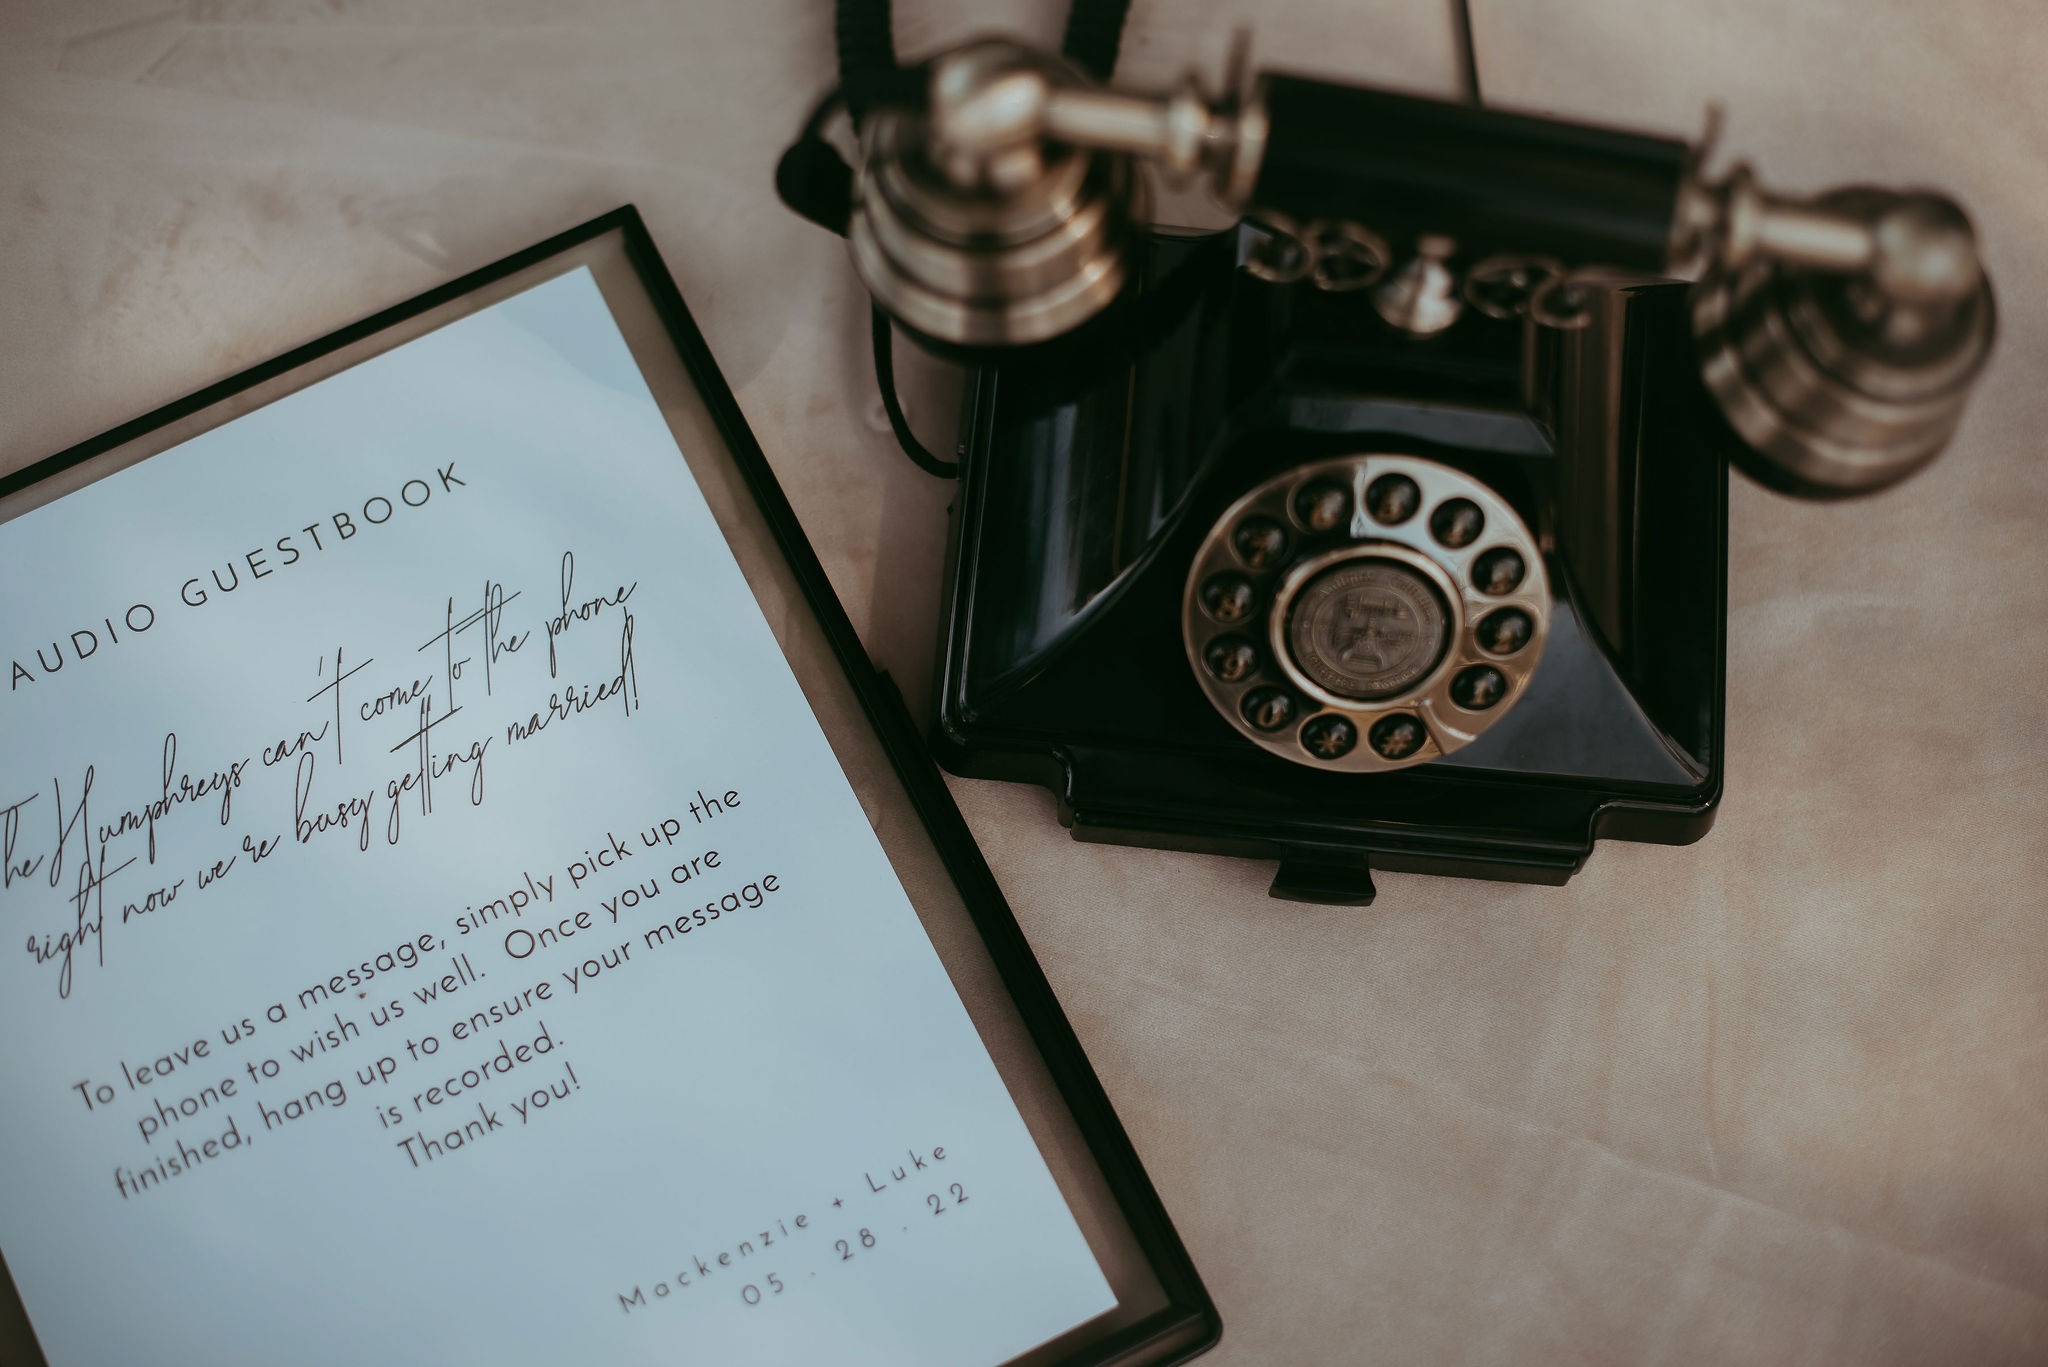 AUDIO GUESTBOOK
The Humphreys can't come to the phone
right now we're busy getting married!
To leave us a message, simply pick up the
phone to wish us well. Once you are
finished, hang up to ensure your message
is recorded.
Thank you!
Mackenzie + Luke
05 . 28 . 22